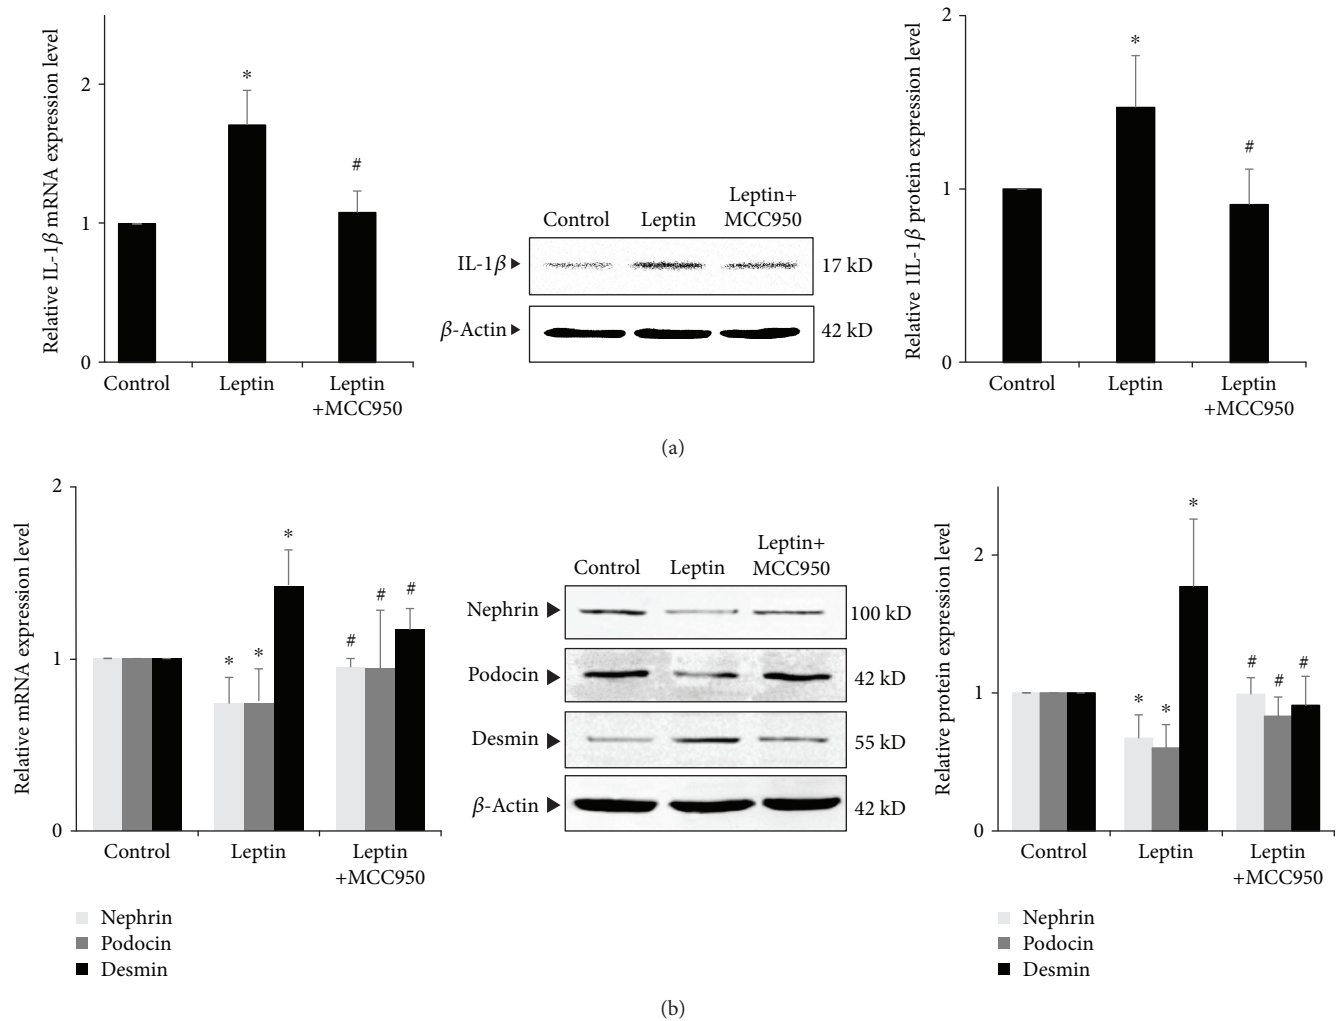 Relative IL-1β mRNA expression level
2
1
0
*
#
Control
Leptin
Leptin
+MCC950
Control
Leptin
Leptin+
MCC950
IL-1β
17 kD
β-Actin
42 kD
Relative 1IL-1β protein expression level
2
1
0
*
#
Control
Leptin
Leptin
+MCC950
(a)
Relative mRNA expression level
2
1
0
*
*
*
#
#
#
Control
Leptin
Leptin
+MCC950
Nephrin
Podocin
Desmin
Control
Leptin
Leptin+
MCC950
Nephrin
100 kD
Podocin
42 kD
Desmin
55 kD
β-Actin
42 kD
Relative protein expression level
2
1
0
*
*
*
#
#
#
Control
Leptin
Leptin
+MCC950
Nephrin
Podocin
Desmin
(b)